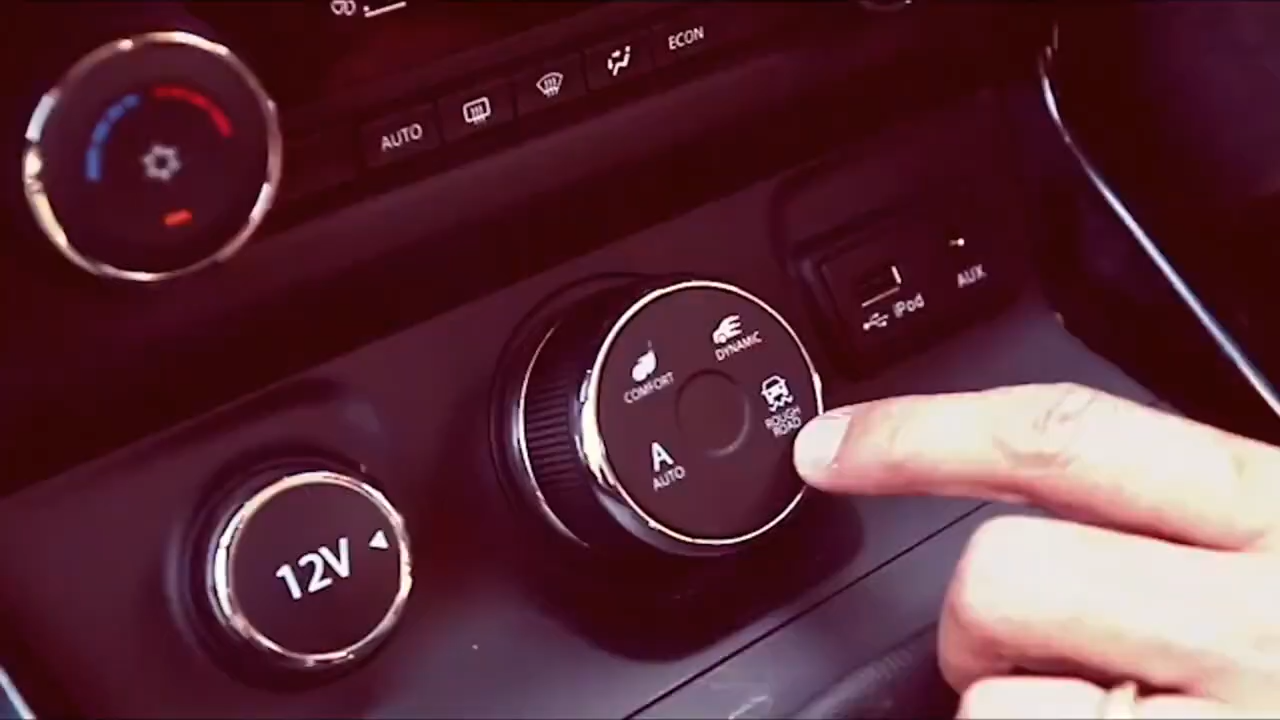 AUTO
ECON
iPod
AUX
DYNAMIC
COMFORT
ROUGH
ROAD
A
AUTO
12V